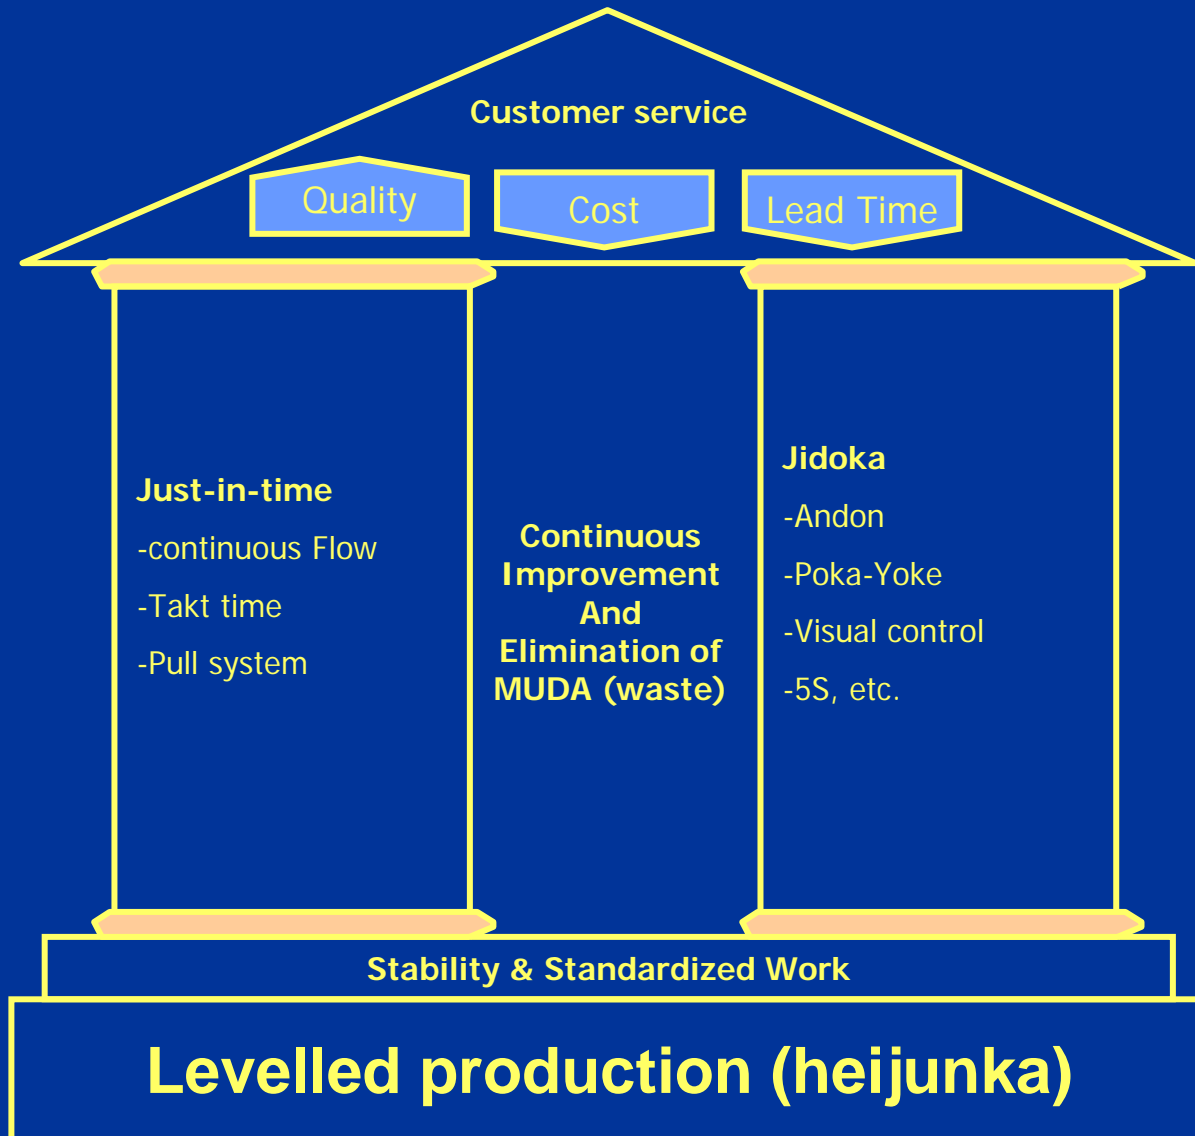 Customer service
Quality
Cost
Lead Time
Just-in-time
-continuous Flow
-Takt time
-Pull system
Continuous
Improvement
And
Elimination of
MUDA (waste)
Jidoka
-Andon
-Poka-Yoke
-Visual control
-5S, etc.
Stability & Standardized Work
Levelled production (heijunka)